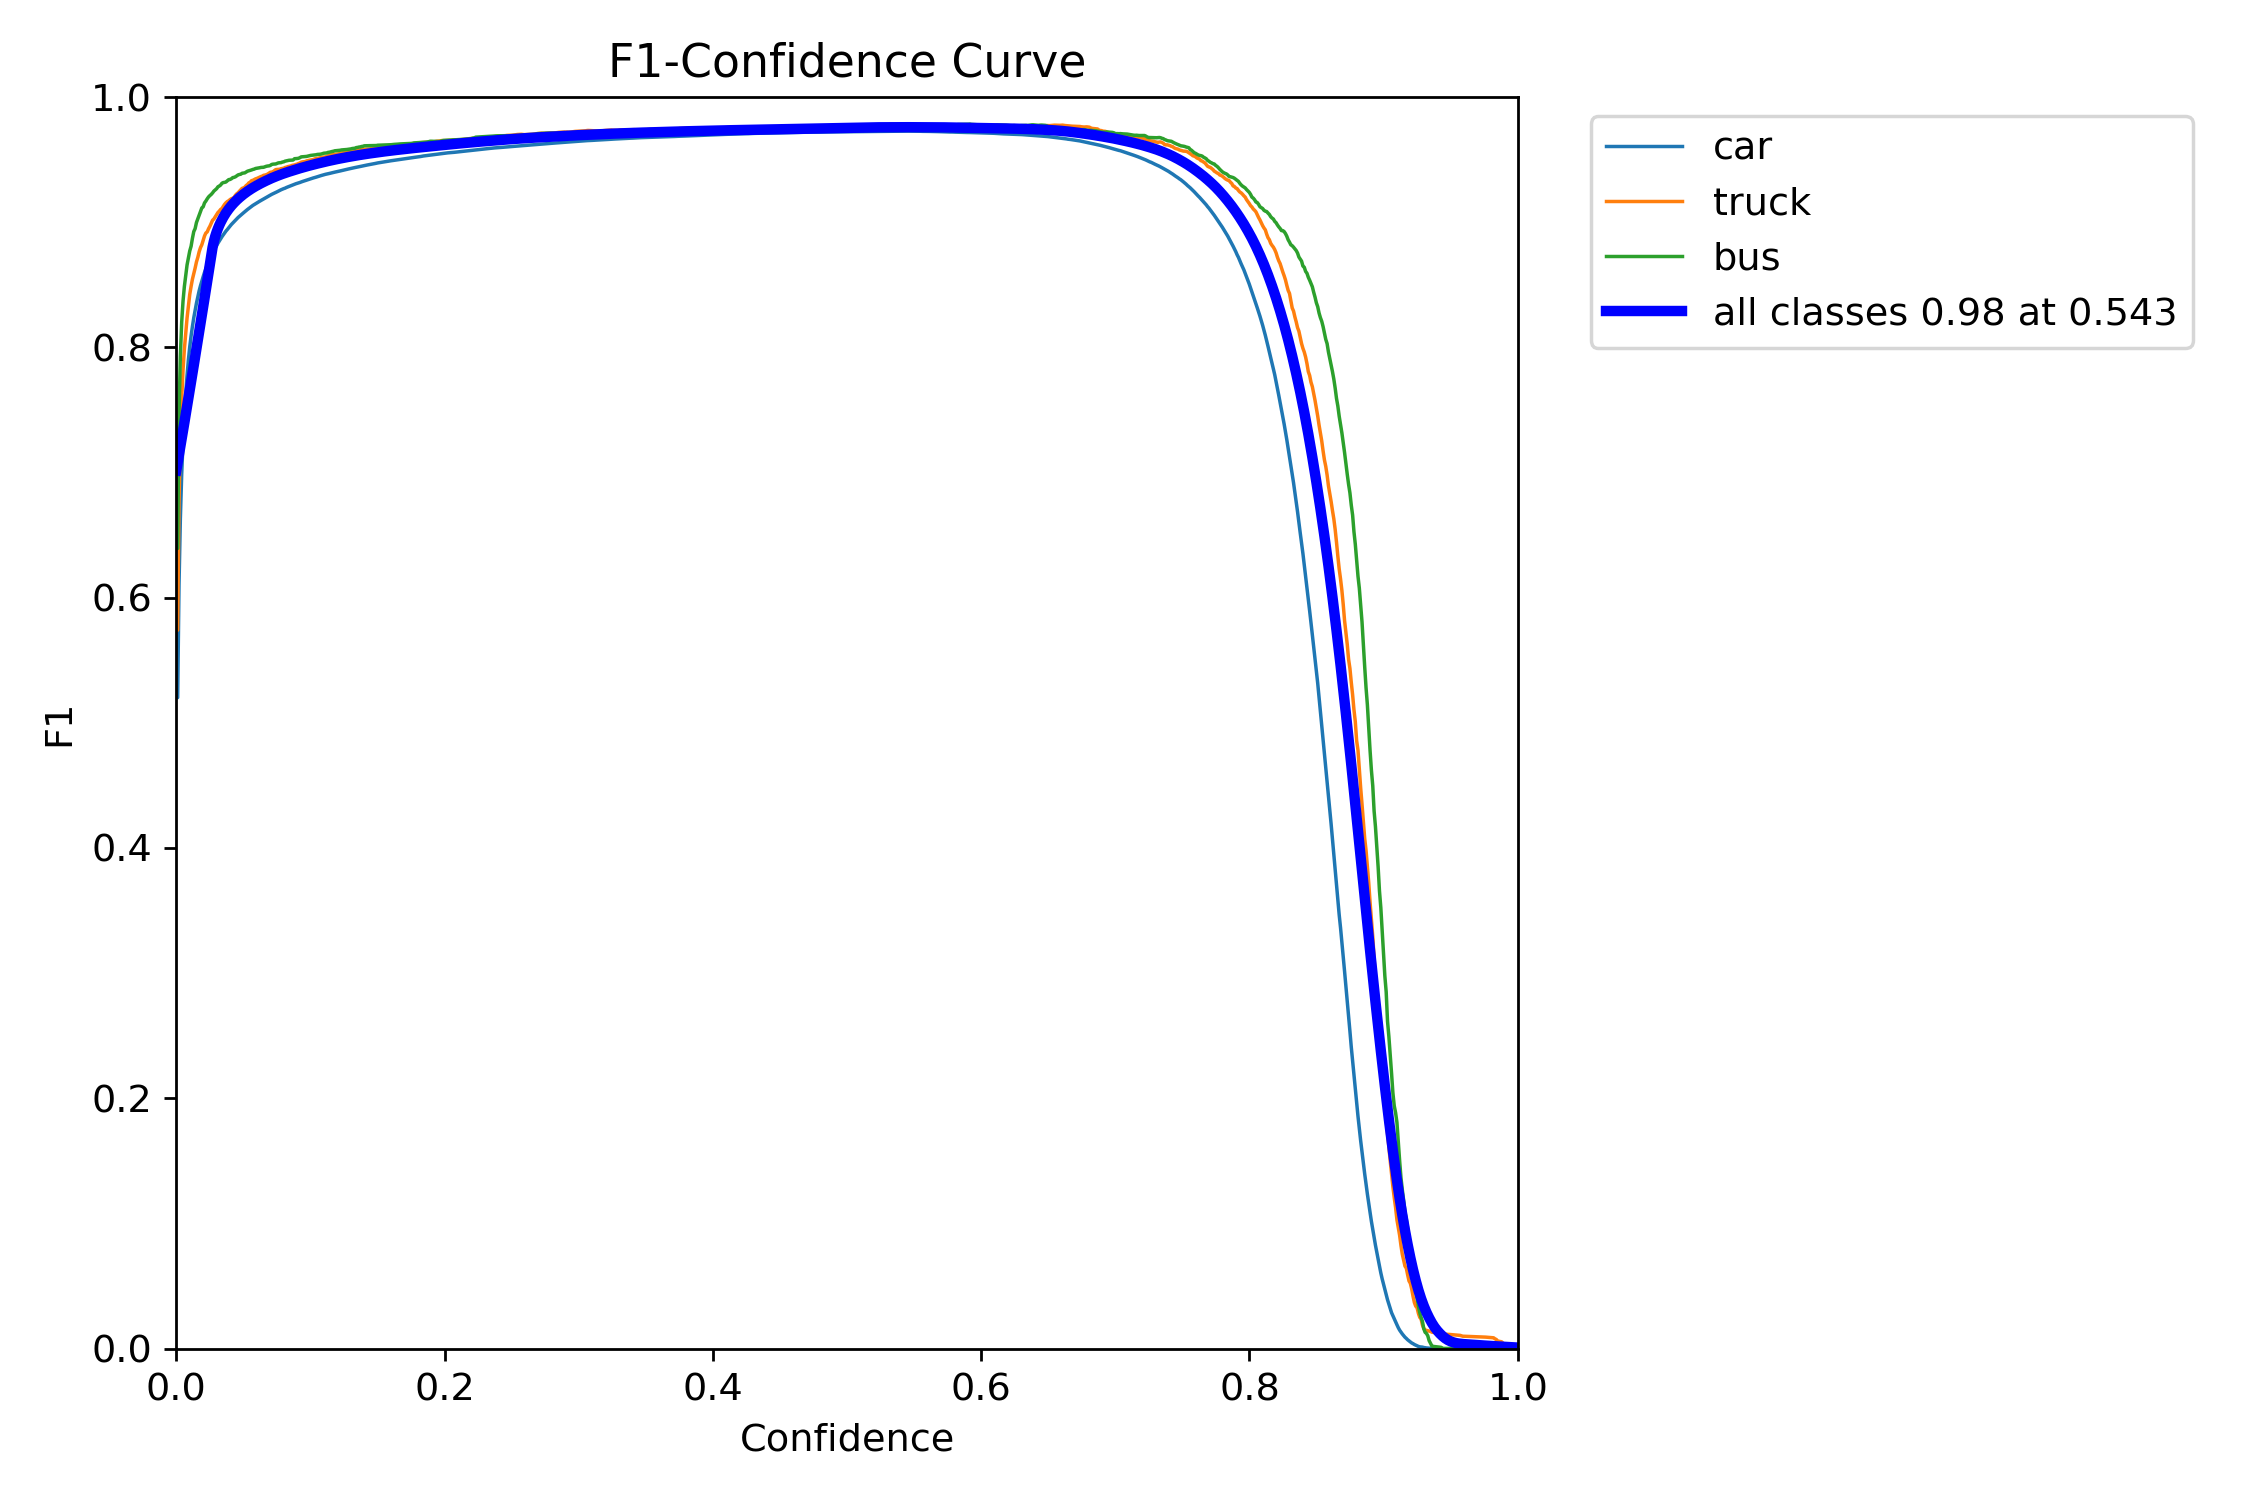 F1-Confidence Curve
1.0
0.8
0.6
0.4
0.2
0.0
F1
0.0 0.2 0.4 0.6 0.8 1.0
Confidence
car
truck
bus
all classes 0.98 at 0.543